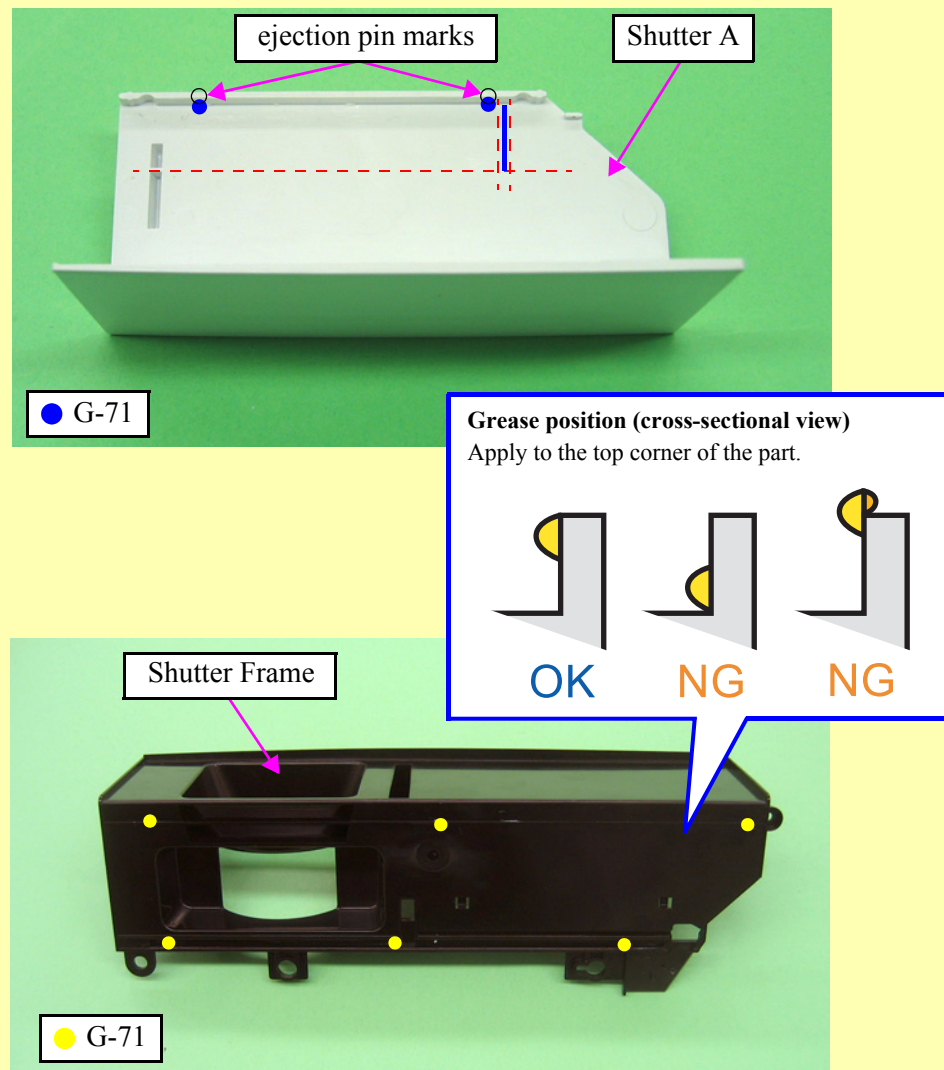 ejection pin marks
Shutter A
G-71
Grease position (cross-sectional view)
Apply to the top corner of the part.
OK
NG
NG
Shutter Frame
G-71